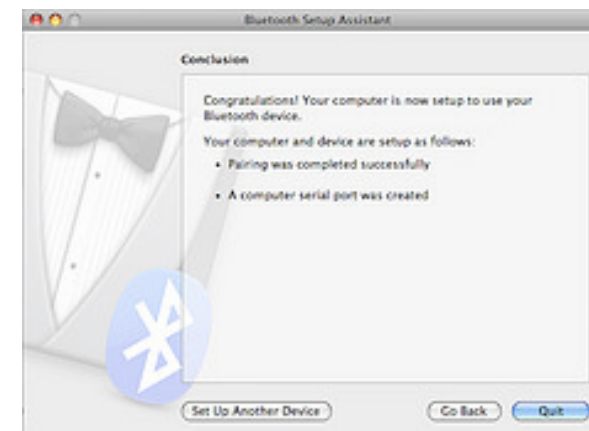 Bluetooth Setup Assistant
Conclusion
Congratulations! Your computer is now setup to use your
Bluetooth device.
Your computer and device are setup as follows:
• Pairing was completed successfully
• A computer serial port was created
Set Up Another Device
Go Back
Quit